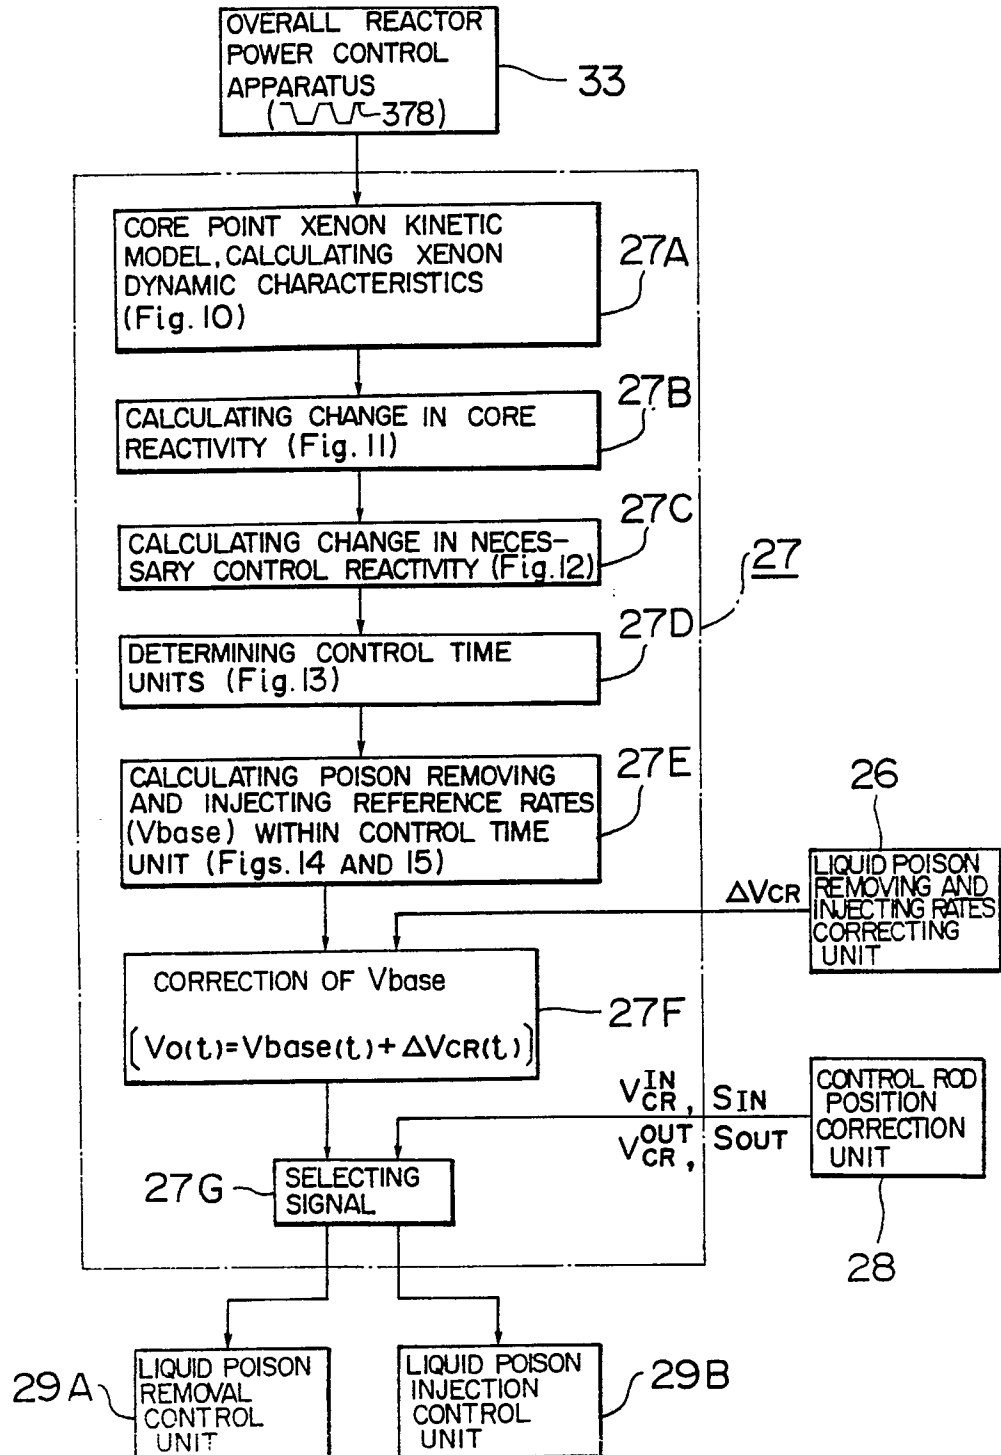 OVERALL REACTOR
POWER CONTROL
APPARATUS
( 378)
33
CORE POINT XENON KINETIC
MODEL, CALCULATING XENON
DYNAMIC CHARACTERISTICS
(Fig. 10)
27A
CALCULATING CHANGE IN CORE
REACTIVITY (Fig. 11)
27B
CALCULATING CHANGE IN NECES-
SARY CONTROL REACTIVITY (Fig. 12)
27C
27
DETERMINING CONTROL TIME
UNITS (Fig. 13)
27D
CALCULATING POISON REMOVING
AND INJECTING REFERENCE RATES
(Vbase) WITHIN CONTROL TIME
UNIT (Figs. 14 AND 15)
27E
26
LIQUID POISON
REMOVING AND
INJECTING RATES
CORRECTING
UNIT
ΔVCR
CORRECTION OF Vbase
[Vo(t)=Vbase(t)+ΔVCR(t)]
27F
V IN CR, SIN
V OUT CR, SOUT
CONTROL ROD
POSITION
CORRECTION
UNIT
28
27G
SELECTING
SIGNAL
29A
LIQUID POISON
REMOVAL
CONTROL
UNIT
LIQUID POISON
INJECTION
CONTROL
UNIT
29B